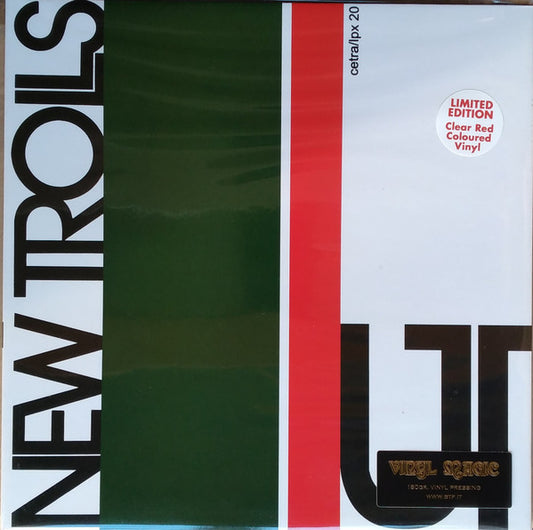 NEW TROLLS
cetra/lpx 20
LIMITED
EDITION
Clear Red
Coloured
Vinyl
UT
VINYL MAGIC
180GR. VINYL PRESSING
WWW.BTF.IT